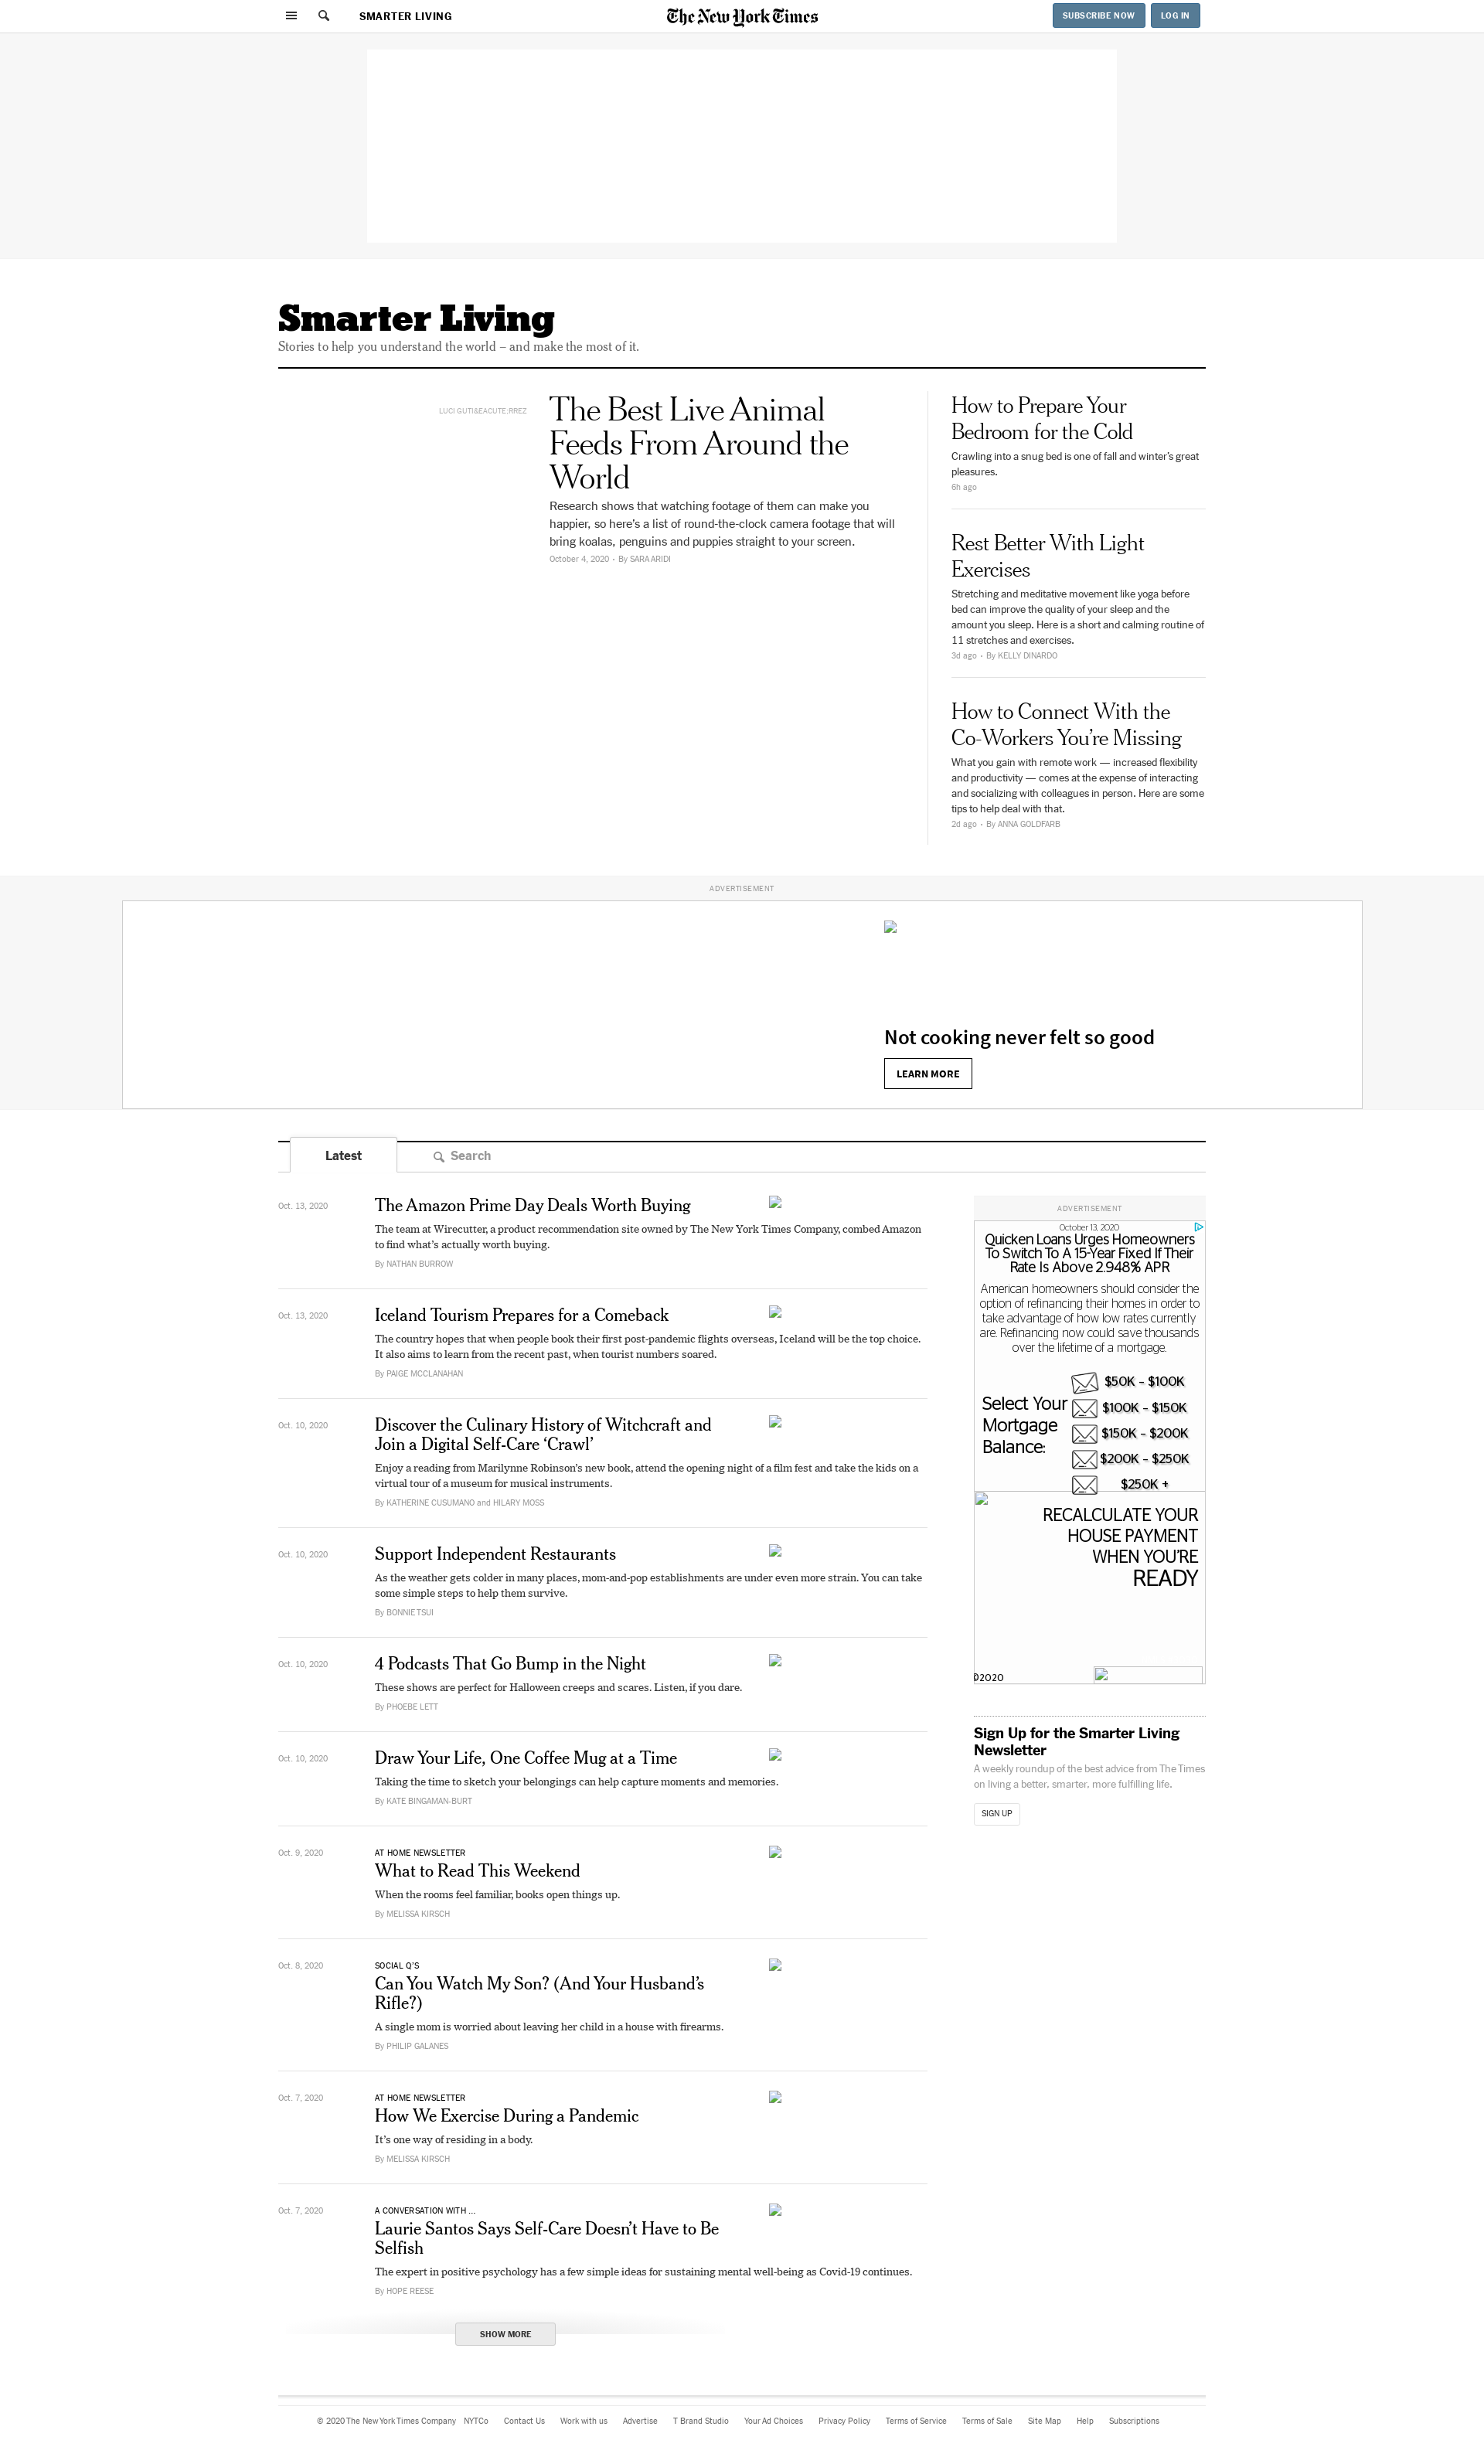 SMARTER LIVING
The New York Times
SUBSCRIBE NOW
LOG IN
Smarter Living
Stories to help you understand the world – and make the most of it.
LUCI GUTI&EACUTE;RREZ
The Best Live Animal
Feeds From Around the
World
Research shows that watching footage of them can make you
happier, so here’s a list of round-the-clock camera footage that will
bring koalas, penguins and puppies straight to your screen.
October 4, 2020 • By SARA ARIDI
How to Prepare Your
Bedroom for the Cold
Crawling into a snug bed is one of fall and winter’s great
pleasures.
6h ago
Rest Better With Light
Exercises
Stretching and meditative movement like yoga before
bed can improve the quality of your sleep and the
amount you sleep. Here is a short and calming routine of
11 stretches and exercises.
3d ago • By KELLY DINARDO
How to Connect With the
Co-Workers You’re Missing
What you gain with remote work — increased flexibility
and productivity — comes at the expense of interacting
and socializing with colleagues in person. Here are some
tips to help deal with that.
2d ago • By ANNA GOLDFARB
ADVERTISEMENT
Not cooking never felt so good
LEARN MORE
Latest
Search
Oct. 13, 2020
The Amazon Prime Day Deals Worth Buying
The team at Wirecutter, a product recommendation site owned by The New York Times Company, combed Amazon
to find what’s actually worth buying.
By NATHAN BURROW
Oct. 13, 2020
Iceland Tourism Prepares for a Comeback
The country hopes that when people book their first post-pandemic flights overseas, Iceland will be the top choice.
It also aims to learn from the recent past, when tourist numbers soared.
By PAIGE MCCLANAHAN
Oct. 10, 2020
Discover the Culinary History of Witchcraft and
Join a Digital Self-Care ‘Crawl’
Enjoy a reading from Marilynne Robinson’s new book, attend the opening night of a film fest and take the kids on a
virtual tour of a museum for musical instruments.
By KATHERINE CUSUMANO and HILARY MOSS
Oct. 10, 2020
Support Independent Restaurants
As the weather gets colder in many places, mom-and-pop establishments are under even more strain. You can take
some simple steps to help them survive.
By BONNIE TSUI
Oct. 10, 2020
4 Podcasts That Go Bump in the Night
These shows are perfect for Halloween creeps and scares. Listen, if you dare.
By PHOEBE LETT
Oct. 10, 2020
Draw Your Life, One Coffee Mug at a Time
Taking the time to sketch your belongings can help capture moments and memories.
By KATE BINGAMAN-BURT
Oct. 9, 2020
AT HOME NEWSLETTER
What to Read This Weekend
When the rooms feel familiar, books open things up.
By MELISSA KIRSCH
Oct. 8, 2020
SOCIAL Q’S
Can You Watch My Son? (And Your Husband’s
Rifle?)
A single mom is worried about leaving her child in a house with firearms.
By PHILIP GALANES
Oct. 7, 2020
AT HOME NEWSLETTER
How We Exercise During a Pandemic
It’s one way of residing in a body.
By MELISSA KIRSCH
Oct. 7, 2020
A CONVERSATION WITH ...
Laurie Santos Says Self-Care Doesn’t Have to Be
Selfish
The expert in positive psychology has a few simple ideas for sustaining mental well-being as Covid-19 continues.
By HOPE REESE
SHOW MORE
ADVERTISEMENT
October 13, 2020
Quicken Loans Urges Homeowners
To Switch To A 15-Year Fixed If Their
Rate Is Above 2.948% APR
American homeowners should consider the
option of refinancing their homes in order to
take advantage of how low rates currently
are. Refinancing now could save thousands
over the lifetime of a mortgage.
Select Your
Mortgage
Balance:
$50K - $100K
$100K - $150K
$150K - $200K
$200K - $250K
$250K +
RECALCULATE YOUR
HOUSE PAYMENT
WHEN YOU’RE
READY
©2020
Sign Up for the Smarter Living
Newsletter
A weekly roundup of the best advice from The Times
on living a better, smarter, more fulfilling life.
SIGN UP
© 2020 The New York Times Company NYTCo Contact Us Work with us Advertise T Brand Studio Your Ad Choices Privacy Policy Terms of Service Terms of Sale Site Map Help Subscriptions